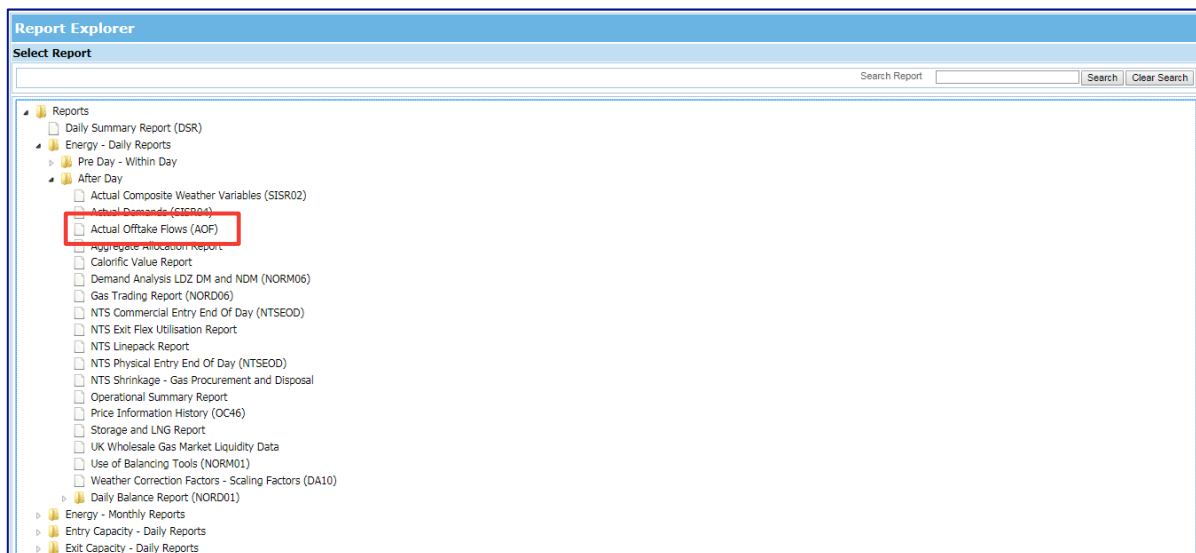 Report Explorer
Select Report
Search Report Search Clear Search
Reports
Daily Summary Report (DSR)
Energy - Daily Reports
Pre Day - Within Day
After Day
Actual Composite Weather Variables (SISR02)
Actual Demands (SISR04)
Actual Offtake Flows (AOF)
Aggregate Allocation Report
Calorific Value Report
Demand Analysis LDZ DM and NDM (NORM06)
Gas Trading Report (NORD06)
NTS Commercial Entry End Of Day (NTSEOD)
NTS Exit Flex Utilisation Report
NTS Linepack Report
NTS Physical Entry End Of Day (NTSEOD)
NTS Shrinkage - Gas Procurement and Disposal
Operational Summary Report
Price Information History (OC46)
Storage and LNG Report
UK Wholesale Gas Market Liquidity Data
Use of Balancing Tools (NORM01)
Weather Correction Factors - Scaling Factors (DA10)
Daily Balance Report (NORD01)
Energy - Monthly Reports
Entry Capacity - Daily Reports
Exit Capacity - Daily Reports